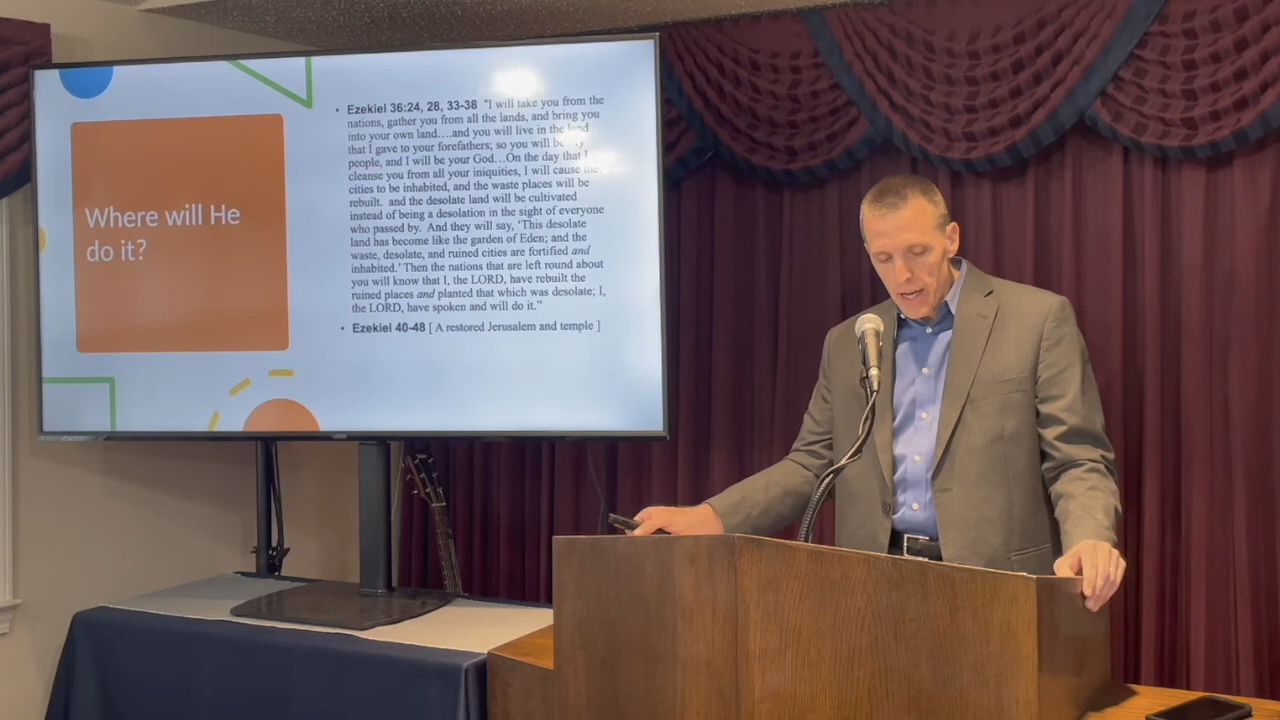 Where will He
do it?
• Ezekiel 36:24, 28, 33-38 "I will take you from the
nations, gather you from all the lands, and bring you
into your own land….and you will live in the land
that I gave to your forefathers; so you will be my
people, and I will be your God…On the day that I
cleanse you from all your iniquities, I will cause the
cities to be inhabited, and the waste places will be
rebuilt. and the desolate land will be cultivated
instead of being a desolation in the sight of everyone
who passed by. And they will say, 'This desolate
land has become like the garden of Eden; and the
waste, desolate, and ruined cities are fortified and
inhabited.' Then the nations that are left round about
you will know that I, the LORD, have rebuilt the
ruined places and planted that which was desolate; I,
the LORD, have spoken and will do it."
• Ezekiel 40-48 [ A restored Jerusalem and temple ]